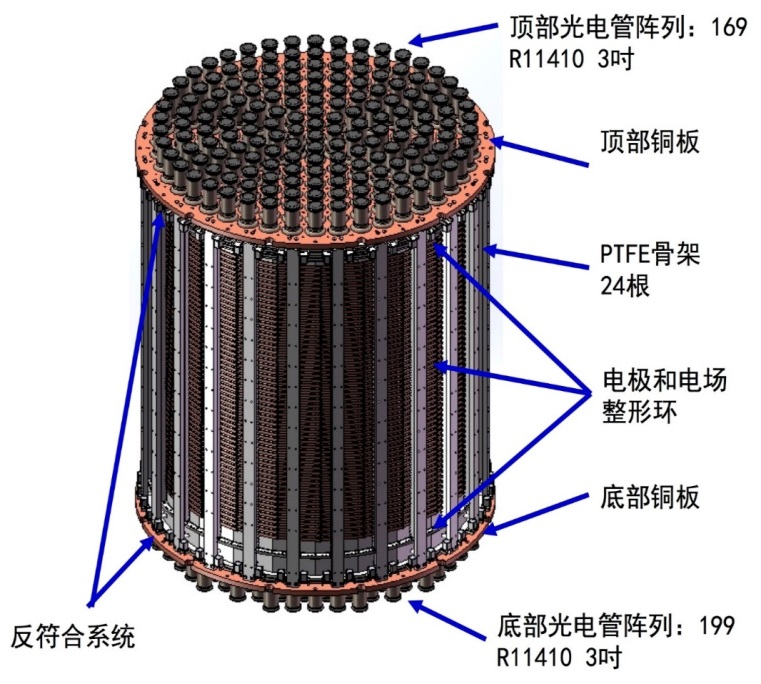 顶部光电管阵列：169
R11410 3吋
顶部铜板
PTFE骨架
24根
电极和电场
整形环
底部铜板
反符合系统
底部光电管阵列：199
R11410 3吋